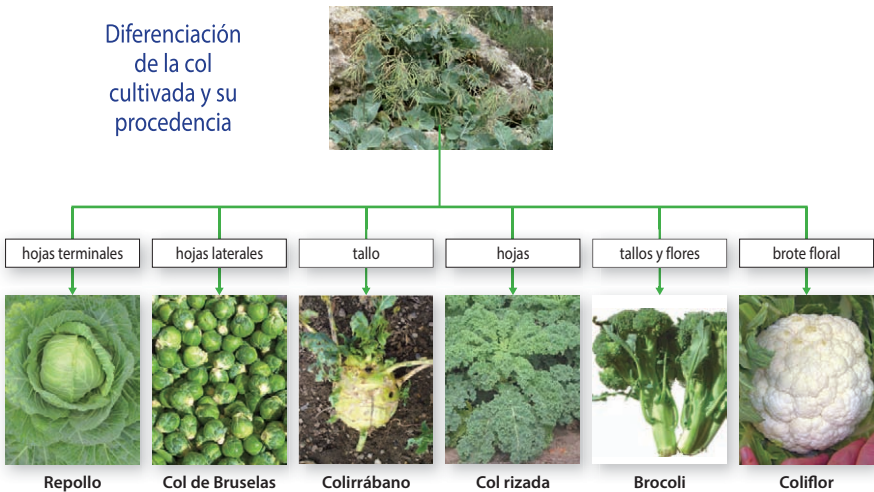 Diferenciación
de la col
cultivada y su
procedencia
hojas terminales
hojas laterales
tallo
hojas
tallos y flores
brote floral
Repollo
Col de Bruselas
Colirrábano
Col rizada
Brocoli
Coliflor